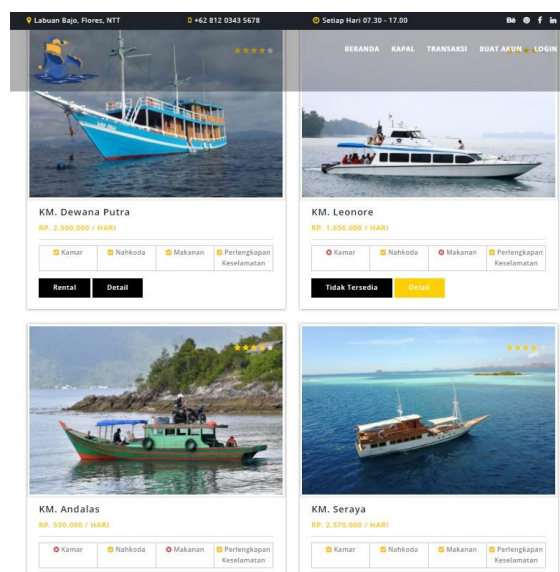 Labuan Bajo, Flores, NTT
+62 812 0343 5678
Setiap Hari 07.30 - 17.00
BERANDA KAPAL TRANSAKSI BUAT AKUN LOGIN
KM. Dewana Putra
RP. 2.500.000 / HARI
Kamar Nahkoda Makanan Perlengkapan
Keselamatan
Rental Detail
KM. Leonore
RP. 1.050.000 / HARI
Kamar Nahkoda Makanan Perlengkapan
Keselamatan
Tidak Tersedia Detail
KM. Andalas
RP. 550.000 / HARI
Kamar Nahkoda Makanan Perlengkapan
Keselamatan
KM. Seraya
RP. 2.570.000 / HARI
Kamar Nahkoda Makanan Perlengkapan
Keselamatan